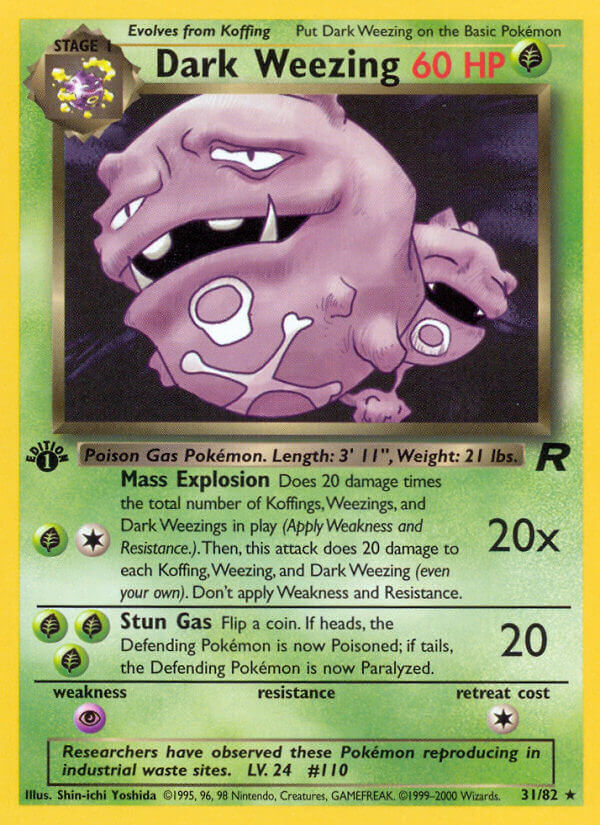 Evolves from Koffing Put Dark Weezing on the Basic Pokémon
STAGE 1
Dark Weezing 60 HP
EDITION
1
Poison Gas Pokémon. Length: 3' 11", Weight: 21 lbs.
R
Mass Explosion Does 20 damage times
the total number of Koffings, Weezings, and
Dark Weezings in play (Apply Weakness and
Resistance.). Then, this attack does 20 damage to
each Koffing, Weezing, and Dark Weezing (even
your own). Don't apply Weakness and Resistance.
20x
Stun Gas Flip a coin. If heads, the
Defending Pokémon is now Poisoned; if tails,
the Defending Pokémon is now Paralyzed.
20
weakness resistance retreat cost
Researchers have observed these Pokémon reproducing in
industrial waste sites. LV. 24 #110
Illus. Shin-ichi Yoshida ©1995, 96, 98 Nintendo, Creatures, GAMEFREAK. ©1999-2000 Wizards. 31/82 ★